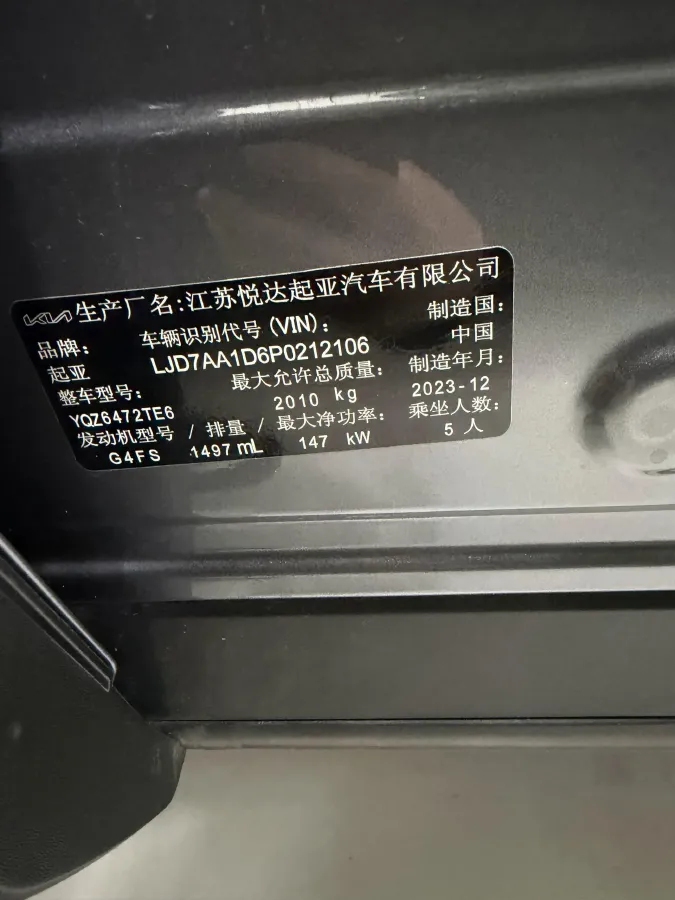 KIA 生产厂名:江苏悦达起亚汽车有限公司
品牌: 车辆识别代号(VIN): 制造国:
起亚 LJD7AA1D6P0212106 中国
整车型号: 最大允许总质量: 制造年月:
YQZ6472TE6 2010 kg 2023-12
发动机型号 / 排量 / 最大净功率: 乘坐人数:
G4FS 1497 mL 147 kW 5 人